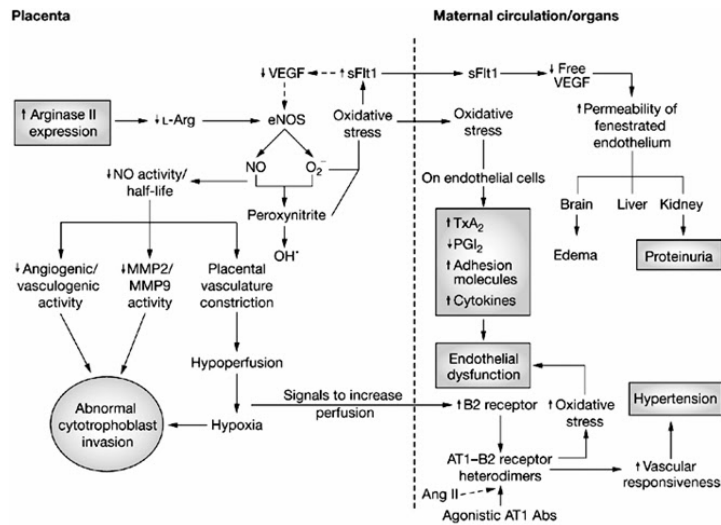 Placenta
Maternal circulation/organs
↓VEGF
↑sFlt1
sFlt1
↓Free
VEGF
↑Arginase II
expression
↓L-Arg
eNOS
Oxidative
stress
Oxidative
stress
↑Permeability of
fenestrated
endothelium
↓NO activity/
half-life
NO
O₂⁻
On endothelial cells
Peroxynitrite
Brain
Liver
Kidney
OH•
↑TxA₂
↓PGI₂
↑Adhesion
molecules
↑Cytokines
Edema
Proteinuria
↓Angiogenic/
vasculogenic
activity
↓MMP2/
MMP9
activity
Placental
vasculature
constriction
Hypoperfusion
Endothelial
dysfunction
Signals to increase
perfusion
↑B2 receptor
↑Oxidative
stress
Hypertension
Abnormal
cytotrophoblast
invasion
Hypoxia
AT1–B2 receptor
heterodimers
↑Vascular
responsiveness
Ang II
Agonistic AT1 Abs